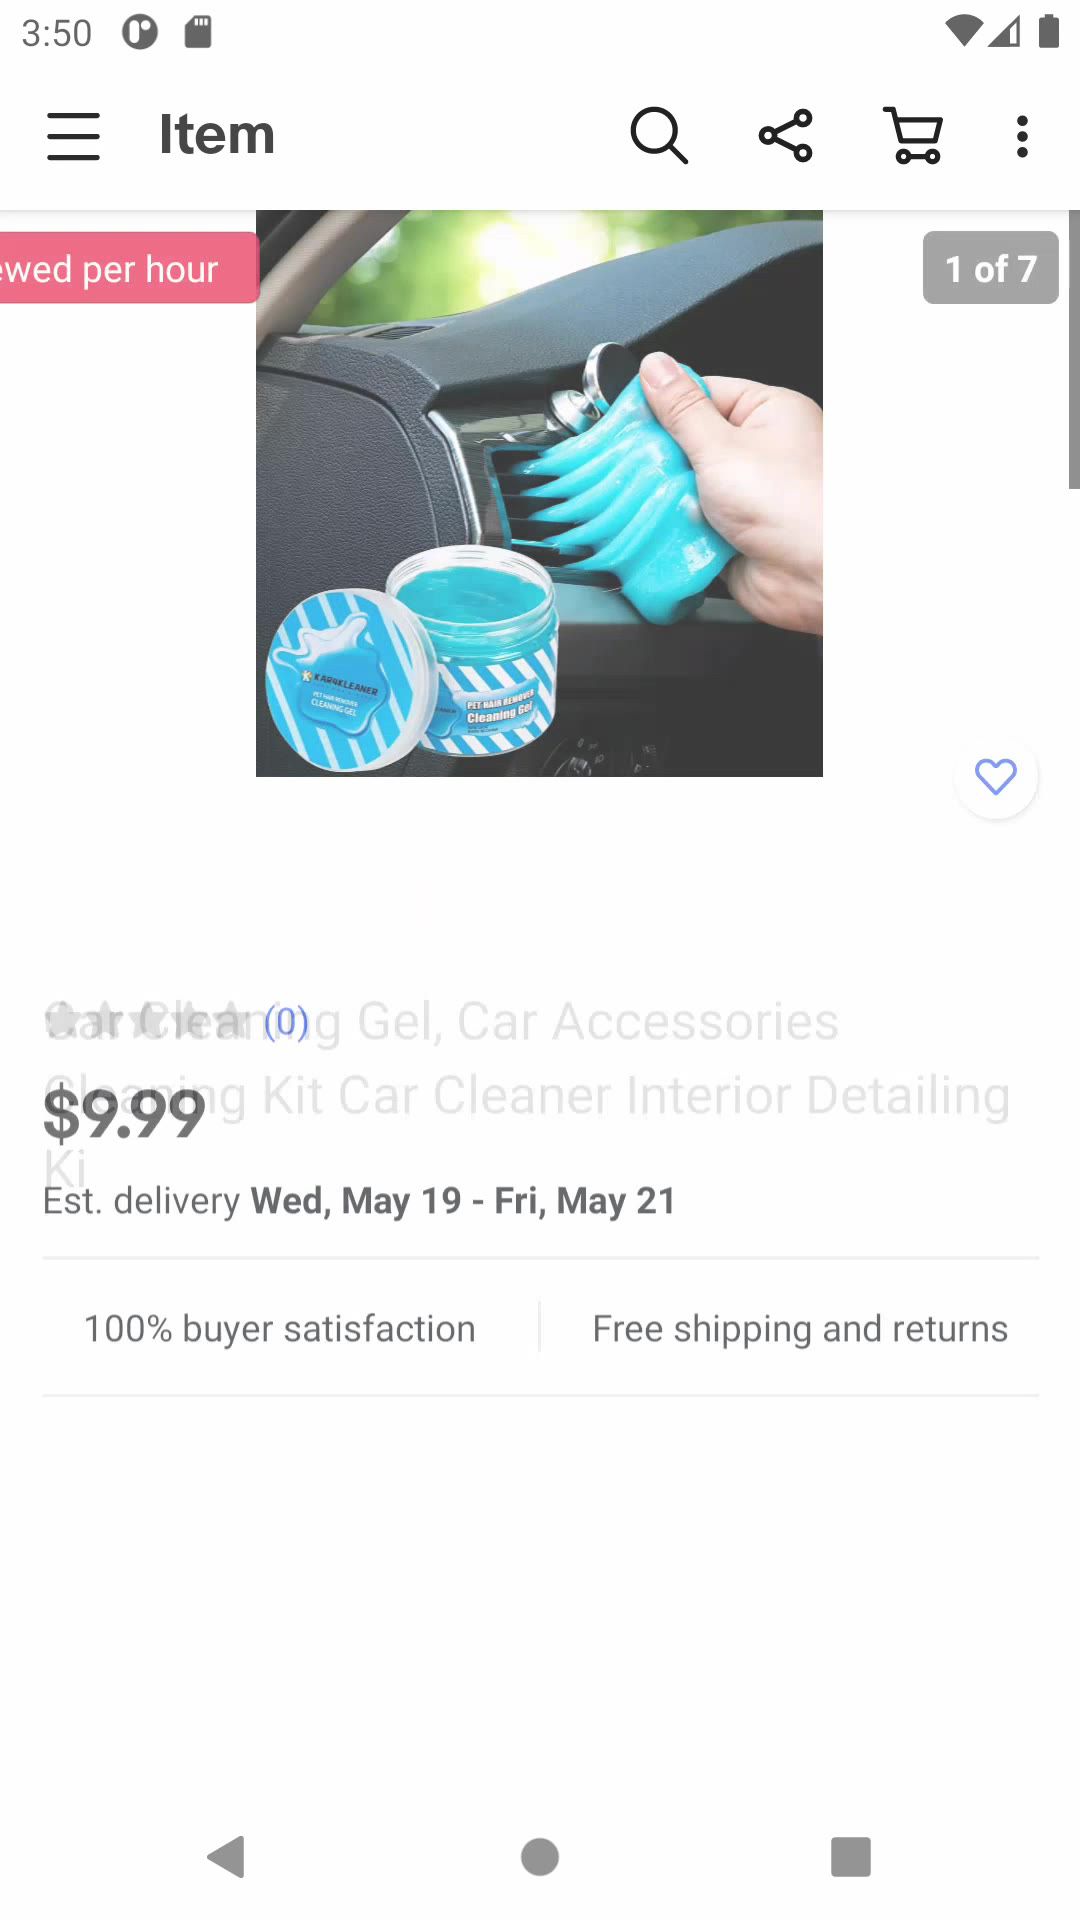 3:50
Item
ewed per hour
1 of 7
KAR4KLEANER
PET HAIR REMOVER
CLEANING GEL
PET HAIR REMOVER
Cleaning Gel
Car Cleaning Gel, Car Accessories
Cleaning Kit Car Cleaner Interior Detailing
Ki
(0)
$9.99
Est. delivery Wed, May 19 - Fri, May 21
100% buyer satisfaction
Free shipping and returns